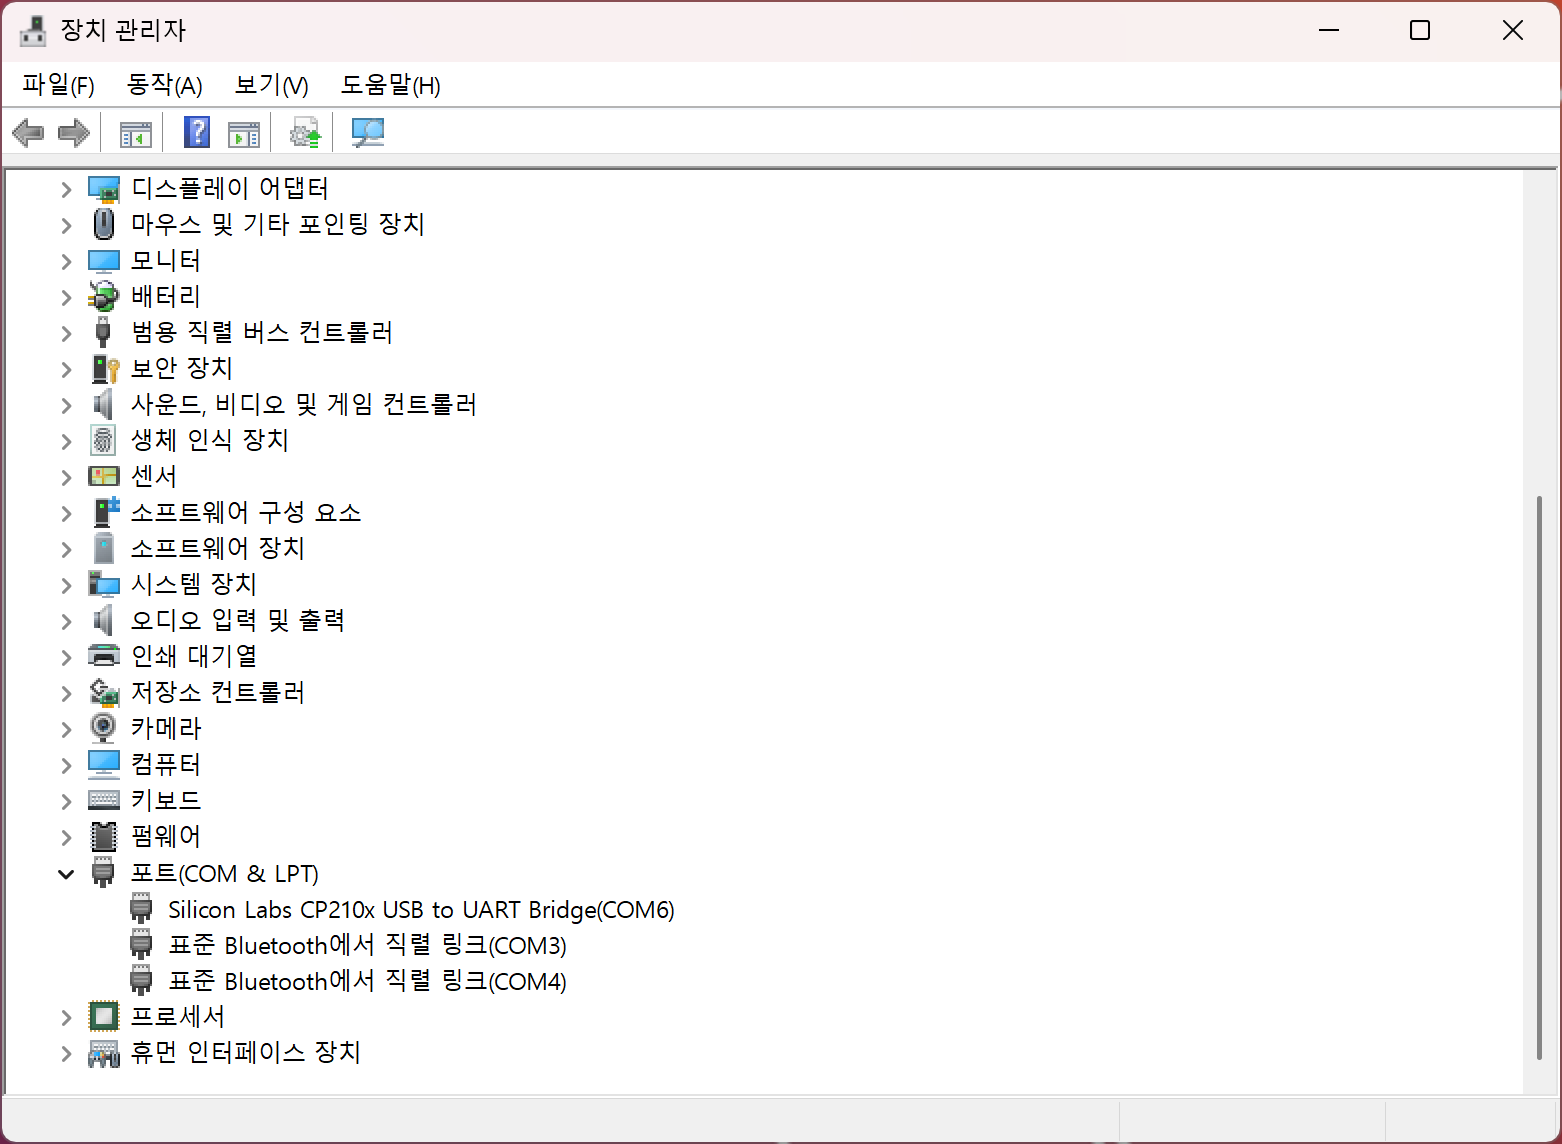 장치 관리자
파일(F) 동작(A) 보기(V) 도움말(H)
디스플레이 어댑터
마우스 및 기타 포인팅 장치
모니터
배터리
범용 직렬 버스 컨트롤러
보안 장치
사운드, 비디오 및 게임 컨트롤러
생체 인식 장치
센서
소프트웨어 구성 요소
소프트웨어 장치
시스템 장치
오디오 입력 및 출력
인쇄 대기열
저장소 컨트롤러
카메라
컴퓨터
키보드
펌웨어
포트(COM & LPT)
Silicon Labs CP210x USB to UART Bridge(COM6)
표준 Bluetooth에서 직렬 링크(COM3)
표준 Bluetooth에서 직렬 링크(COM4)
프로세서
휴먼 인터페이스 장치